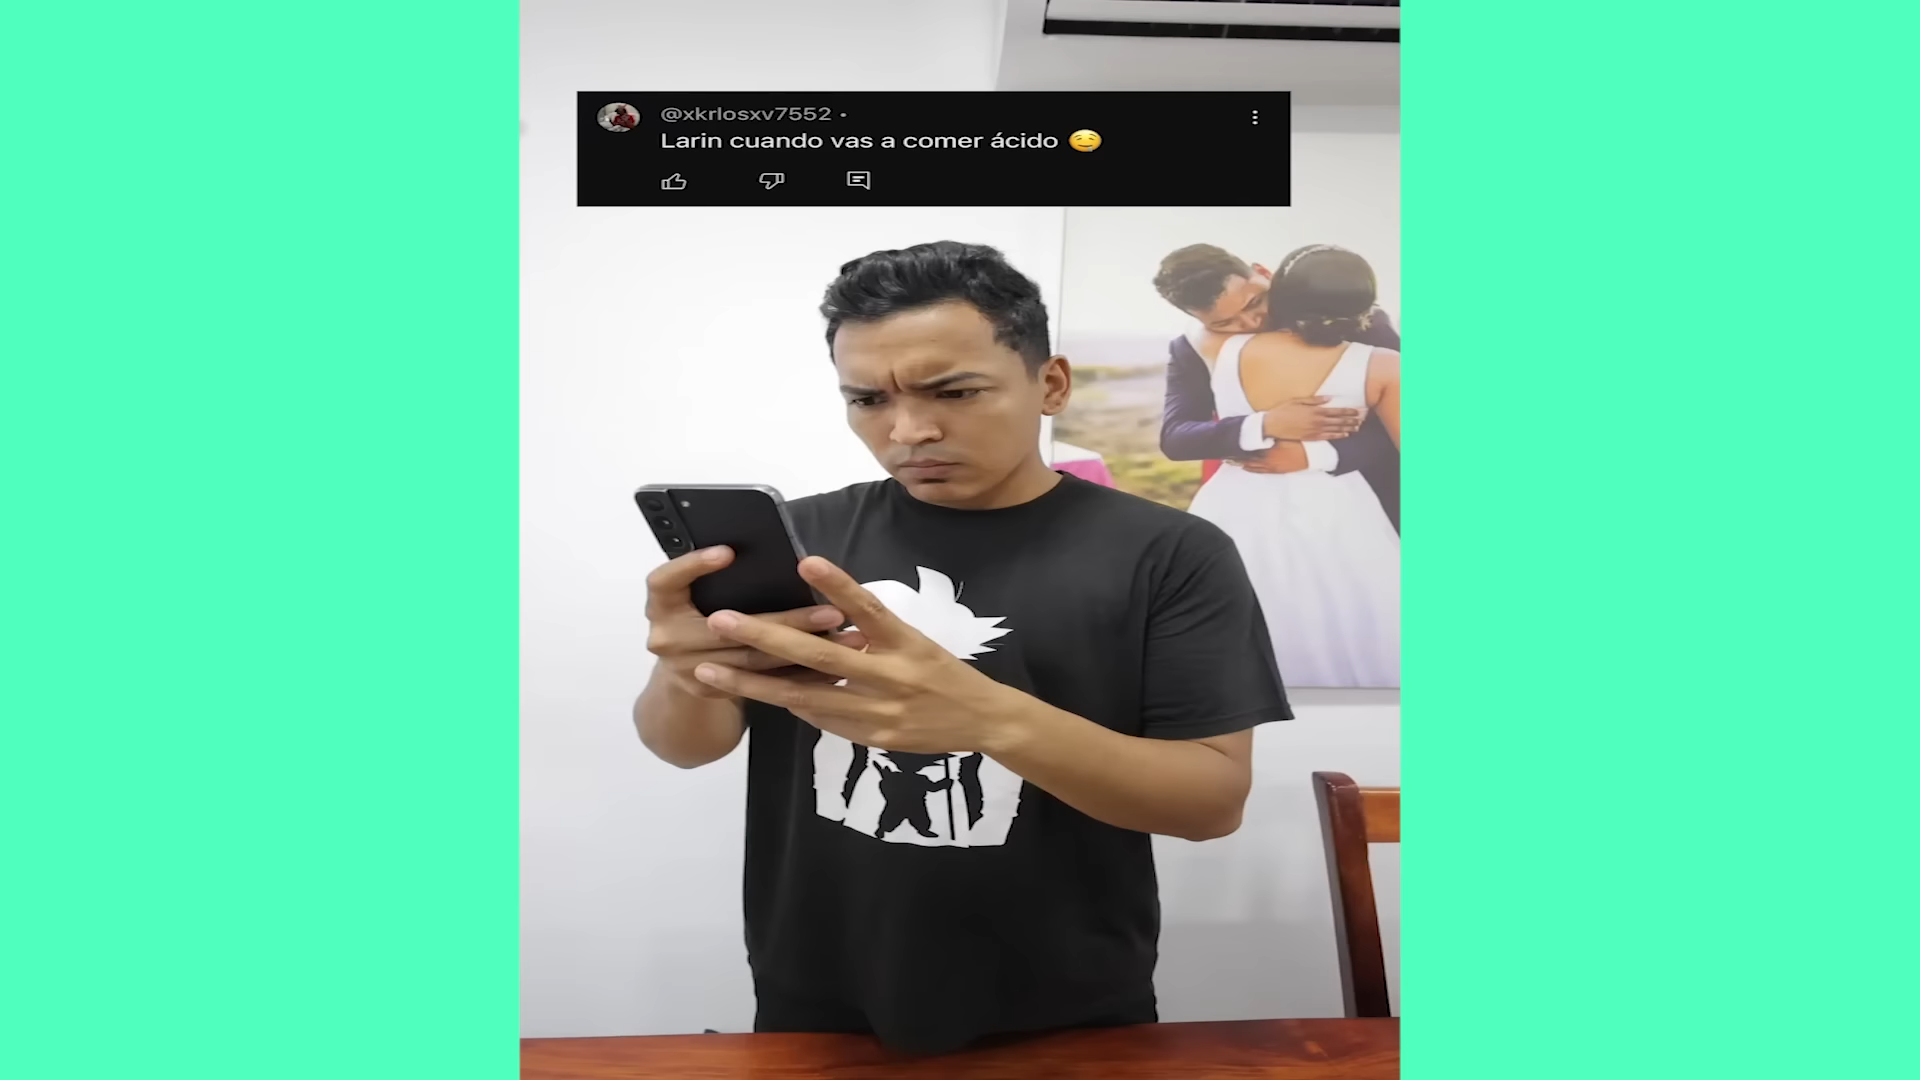 @xkrlosxv7552 •
Larin cuando vas a comer ácido 🤤